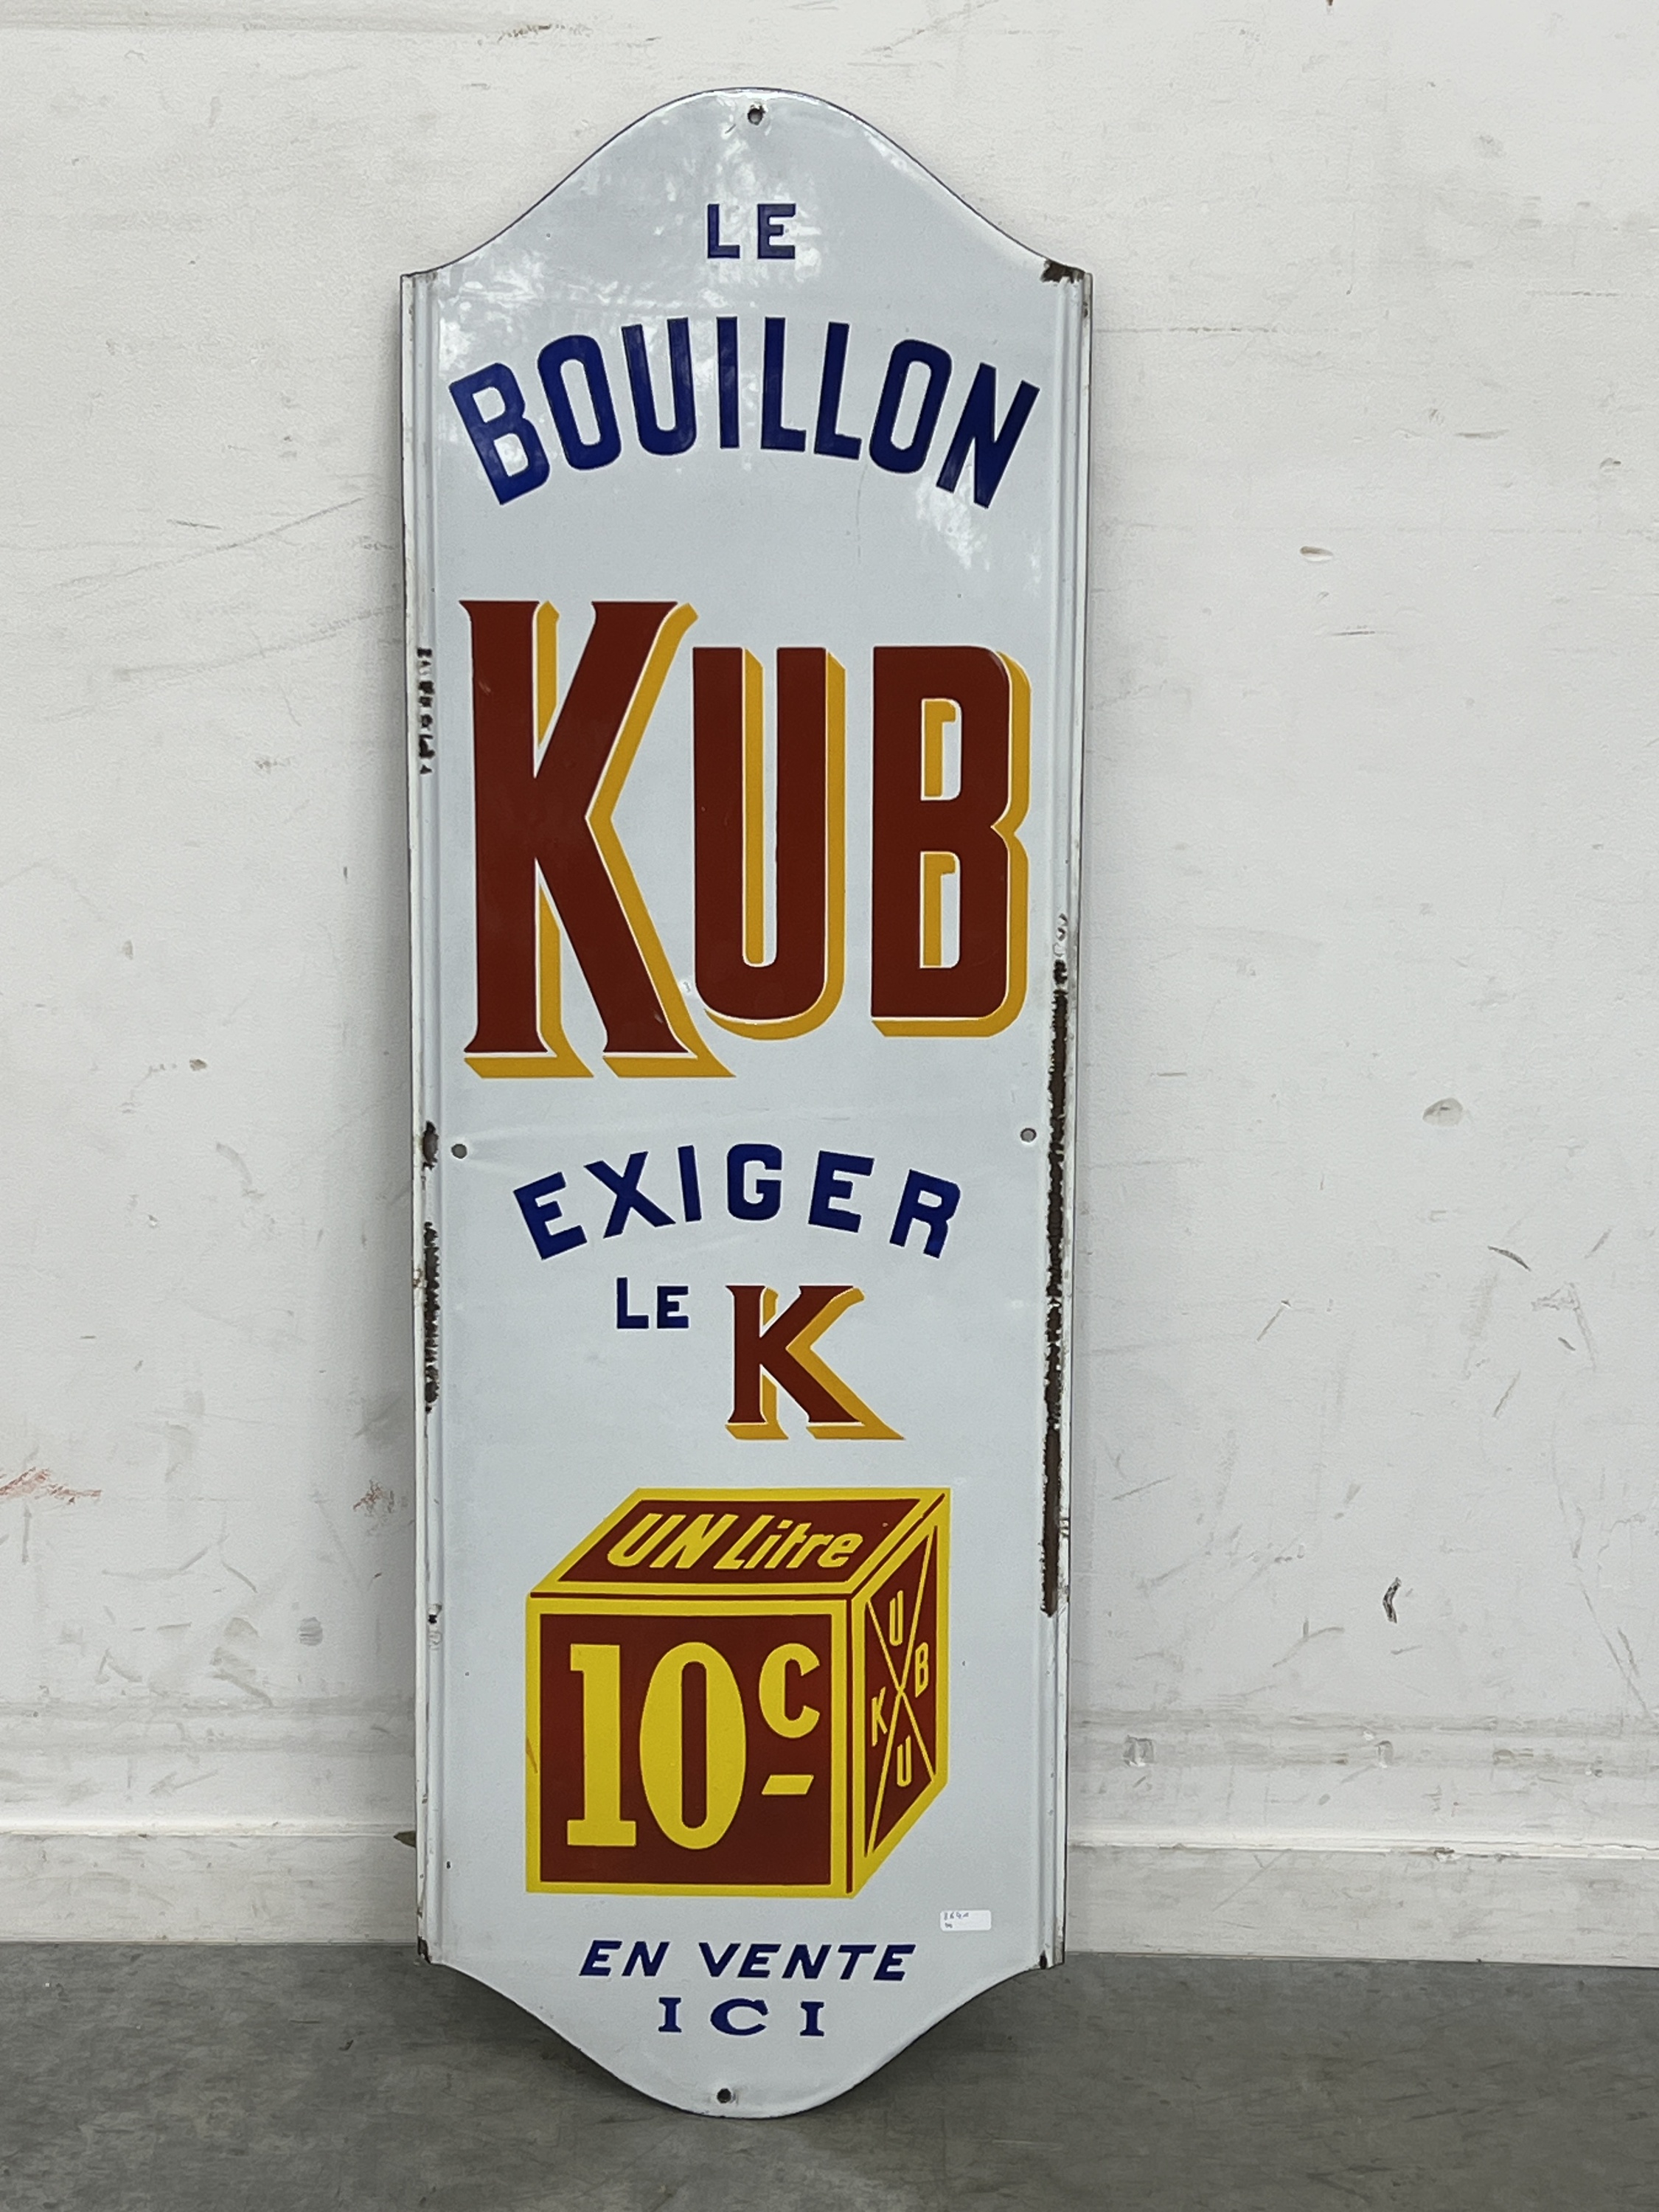 LE
BOUILLON
KUB
EXIGER
LE K
UN Litre
10c-
U
B
K
U
EN VENTE
ICI